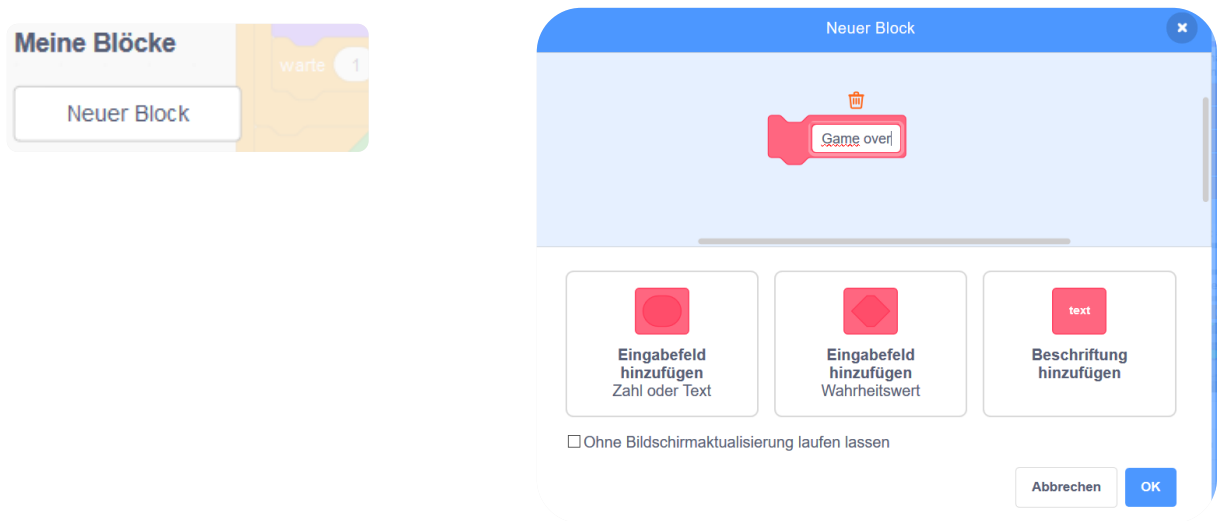 Meine Blöcke
warte 1
Neuer Block
Neuer Block
Game over
Eingabefeld
hinzufügen
Zahl oder Text
Eingabefeld
hinzufügen
Wahrheitswert
text
Beschriftung
hinzufügen
Ohne Bildschirmaktualisierung laufen lassen
Abbrechen
OK